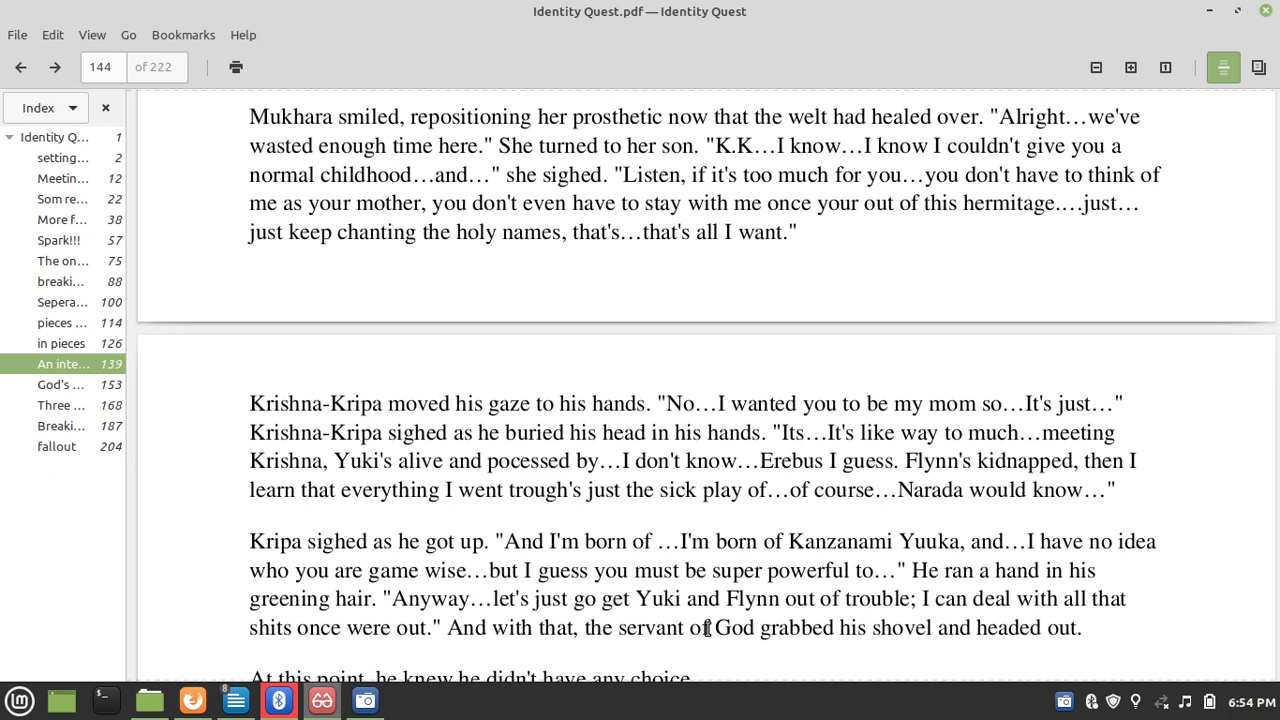 Identity Quest.pdf — Identity Quest
File Edit View Go Bookmarks Help
144 of 222
Index
Identity Q... 1
setting... 2
Meetin... 12
Som re... 22
More f... 38
Spark!!! 57
The on... 75
breaki... 88
Sepera... 100
pieces ... 114
in pieces 126
An inte... 139
God's ... 153
Three ... 168
Breaki... 187
fallout 204
Mukhara smiled, repositioning her prosthetic now that the welt had healed over. "Alright…we've
wasted enough time here." She turned to her son. "K.K…I know…I know I couldn't give you a
normal childhood…and…" she sighed. "Listen, if it's too much for you…you don't have to think of
me as your mother, you don't even have to stay with me once your out of this hermitage.…just…
just keep chanting the holy names, that's…that's all I want."
Krishna-Kripa moved his gaze to his hands. "No…I wanted you to be my mom so…It's just…"
Krishna-Kripa sighed as he buried his head in his hands. "Its…It's like way to much…meeting
Krishna, Yuki's alive and pocessed by…I don't know…Erebus I guess. Flynn's kidnapped, then I
learn that everything I went trough's just the sick play of…of course…Narada would know…"
Kripa sighed as he got up. "And I'm born of …I'm born of Kanzanami Yuuka, and…I have no idea
who you are game wise…but I guess you must be super powerful to…" He ran a hand in his
greening hair. "Anyway…let's just go get Yuki and Flynn out of trouble; I can deal with all that
shits once were out." And with that, the servant of God grabbed his shovel and headed out.
At this point, he knew he didn't have any choice.
8
6:54 PM